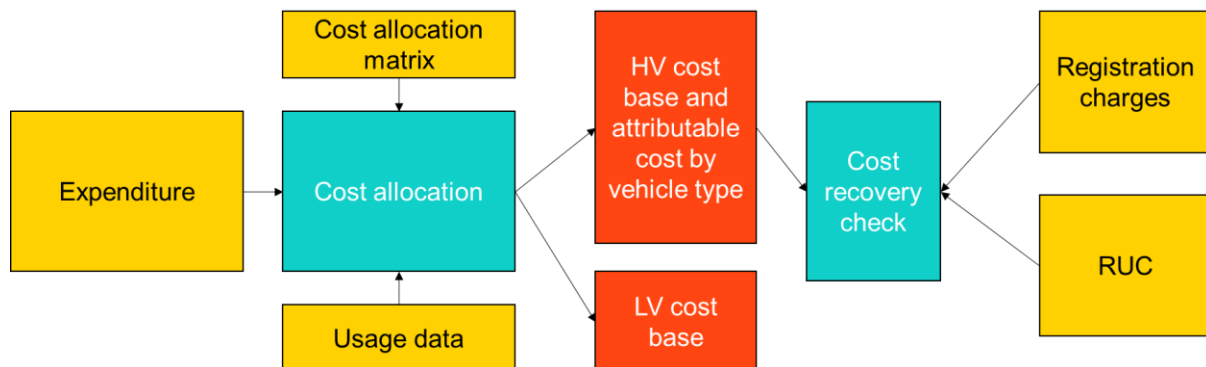 Cost allocation
matrix
Expenditure
Cost allocation
Usage data
HV cost
base and
attributable
cost by
vehicle type
LV cost
base
Cost
recovery
check
Registration
charges
RUC